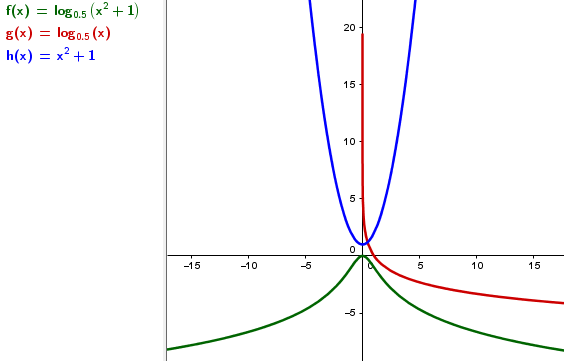 f(x) = log₀.₅ (x² + 1)
g(x) = log₀.₅ (x)
h(x) = x² + 1
20
15
10
5
0
−15 −10 −5 0 5 10 15
−5